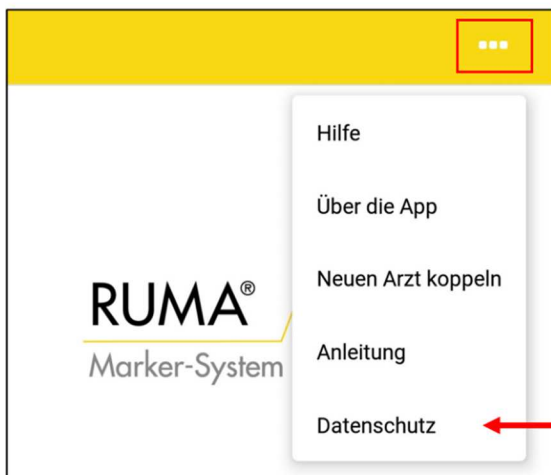 Hilfe
Über die App
Neuen Arzt koppeln
RUMA®
Marker-System
Anleitung
Datenschutz